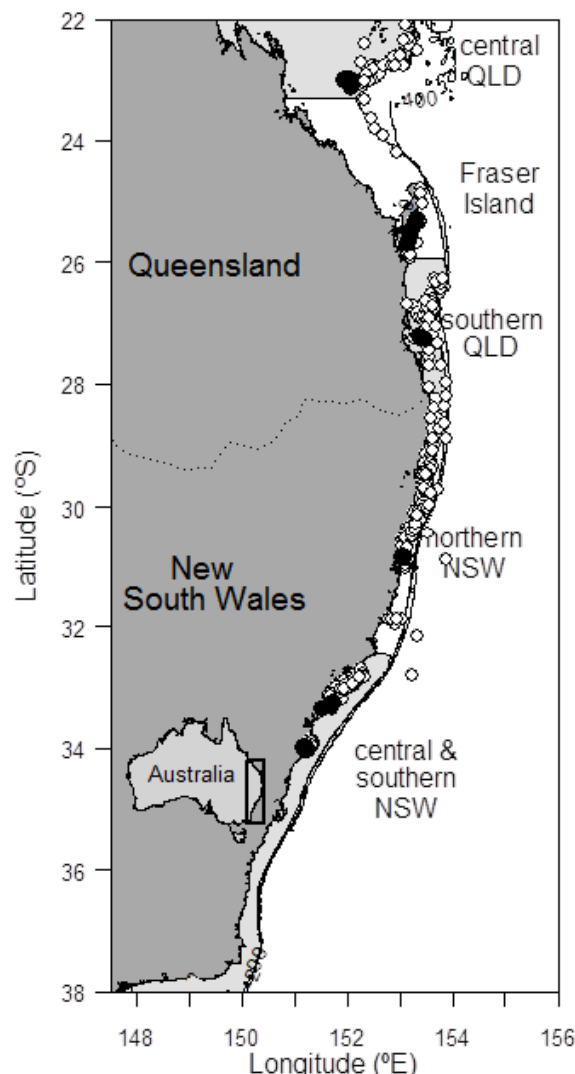 22
24
26
28
30
32
34
36
38
148
150
152
154
156
Latitude (ºS)
Longitude (ºE)
central
QLD
400
Fraser
Island
Queensland
southern
QLD
northern
NSW
New
South Wales
central &
southern
NSW
Australia